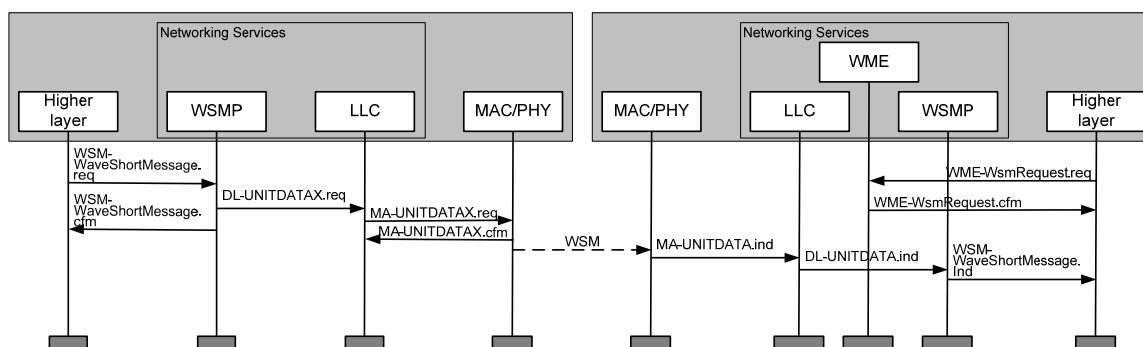 Networking Services
Higher
layer
WSMP
LLC
MAC/PHY
WSM-
WaveShortMessage.
req
WSM-
WaveShortMessage.
cfm
DL-UNITDATAX.req
MA-UNITDATAX.req
MA-UNITDATAX.cfm
WSM
Networking Services
WME
MAC/PHY
LLC
WSMP
Higher
layer
WME-WsmRequest.req
WME-WsmRequest.cfm
MA-UNITDATA.ind
DL-UNITDATA.ind
WSM-
WaveShortMessage.
Ind